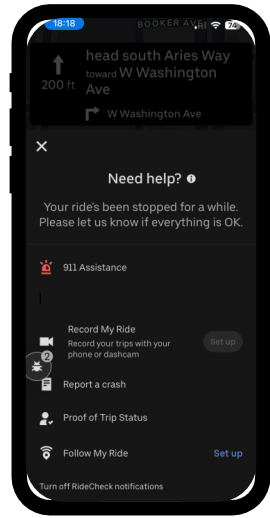 18:18
BOOKER AVE
74
head south Aries Way
toward W Washington
Ave
200 ft
W Washington Ave
Need help?
Your ride's been stopped for a while.
Please let us know if everything is OK.
911 Assistance
Record My Ride
Record your trips with your
phone or dashcam
Set up
2
Report a crash
Proof of Trip Status
Follow My Ride
Set up
Turn off RideCheck notifications